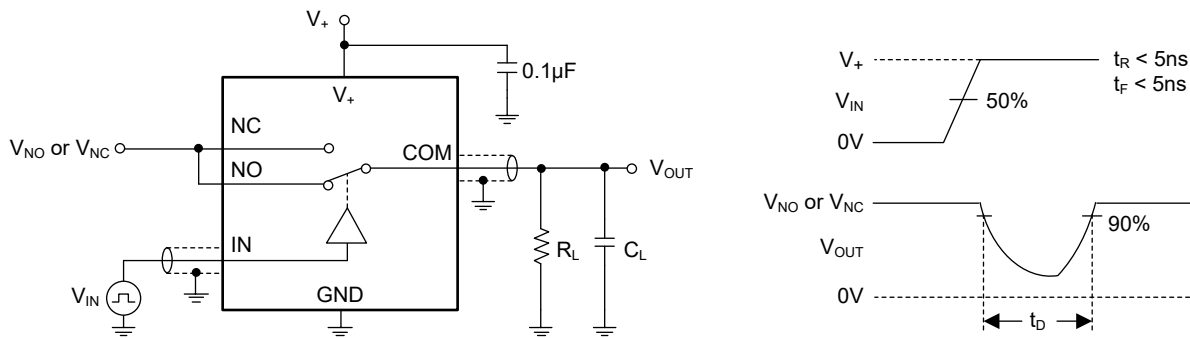 V+
0.1µF
V+
NC
VNO or VNC
NO
COM
VOUT
IN
RL
CL
VIN
GND
V+
tR < 5ns
tF < 5ns
VIN
50%
0V
VNO or VNC
90%
VOUT
0V
tD